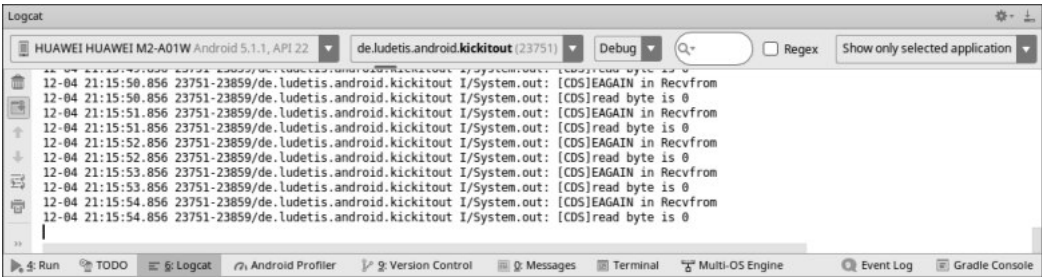 Logcat
HUAWEI HUAWEI M2-A01W Android 5.1.1, API 22 de.ludetis.android.kickitout (23751) Debug Regex Show only selected application
12-04 21:15:50.856 23751-23859/de.ludetis.android.kickitout I/System.out: [CDS]EAGAIN in Recvfrom
12-04 21:15:50.856 23751-23859/de.ludetis.android.kickitout I/System.out: [CDS]read byte is 0
12-04 21:15:51.856 23751-23859/de.ludetis.android.kickitout I/System.out: [CDS]EAGAIN in Recvfrom
12-04 21:15:51.856 23751-23859/de.ludetis.android.kickitout I/System.out: [CDS]read byte is 0
12-04 21:15:52.856 23751-23859/de.ludetis.android.kickitout I/System.out: [CDS]EAGAIN in Recvfrom
12-04 21:15:52.856 23751-23859/de.ludetis.android.kickitout I/System.out: [CDS]read byte is 0
12-04 21:15:53.856 23751-23859/de.ludetis.android.kickitout I/System.out: [CDS]EAGAIN in Recvfrom
12-04 21:15:53.856 23751-23859/de.ludetis.android.kickitout I/System.out: [CDS]read byte is 0
12-04 21:15:54.856 23751-23859/de.ludetis.android.kickitout I/System.out: [CDS]EAGAIN in Recvfrom
12-04 21:15:54.856 23751-23859/de.ludetis.android.kickitout I/System.out: [CDS]read byte is 0
4: Run TODO 6: Logcat Android Profiler 9: Version Control 0: Messages Terminal Multi-OS Engine Event Log Gradle Console